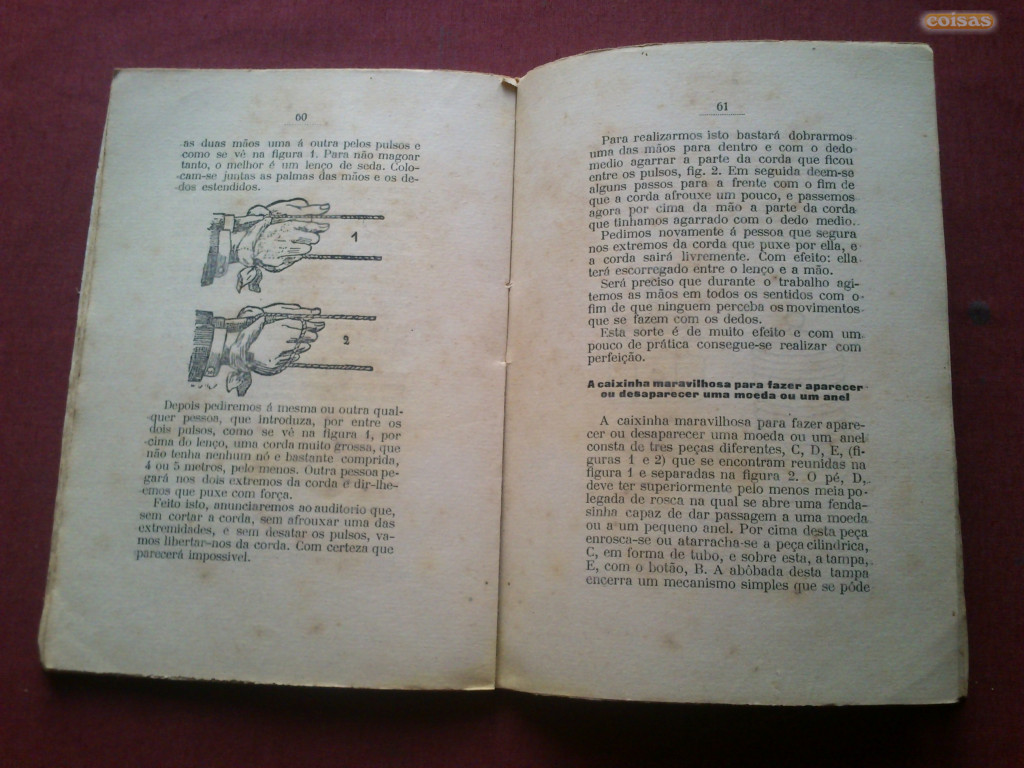 60
as duas mãos uma á outra pelos pulsos e
como se vê na figura 1. Para não magoar
tanto, o melhor é um lenço de seda. Colo-
cam-se juntas as palmas das mãos e os de-
dos estendidos.
1
2
Depois pediremos á mesma ou outra qual-
quer pessoa, que introduza, por entre os
dois pulsos, como se vê na figura 1, por
cima do lenço, uma corda muito grossa, que
não tenha nenhum nó e bastante comprida,
4 ou 5 metros, pelo menos. Outra pessoa pe-
gará nos dois extremos da corda e dir-lhe-
emos que puxe com força.
Feito isto, anunciaremos ao auditorio que,
sem cortar a corda, sem afrouxar uma das
extremidades, e sem desatar os pulsos, va-
mos libertar-nos da corda. Com certeza que
parecerá impossivel.
61
Para realizarmos isto bastará dobrarmos
uma das mãos para dentro e com o dedo
medio agarrar a parte da corda que ficou
entre os pulsos, fig. 2. Em seguida deem-se
alguns passos para a frente com o fim de
que a corda afrouxe um pouco, e passemos
agora por cima da mão a parte da corda
que tinhamos agarrado com o dedo medio.
Pedimos novamente á pessoa que segura
nos extremos da corda que puxe por ella, e
a corda sairá livremente. Com efeito: ella
terá escorregado entre o lenço e a mão.
Será preciso que durante o trabalho agi-
temos as mãos em todos os sentidos com o
fim de que ninguem perceba os movimentos
que se fazem com os dedos.
Esta sorte é de muito efeito e com um
pouco de prática consegue-se realizar com
perfeição.
A caixinha maravilhosa para fazer aparecer
ou desaparecer uma moeda ou um anel
A caixinha maravilhosa para fazer apare-
cer ou desaparecer uma moeda ou um anel
consta de tres peças diferentes, C, D, E, (fi-
guras 1 e 2) que se encontram reunidas na
figura 1 e separadas na figura 2. O pé, D,
deve ter superiormente pelo menos meia po-
legada de rosca na qual se abre uma fenda-
sinha capaz de dar passagem a uma moeda
ou a um pequeno anel. Por cima desta peça
enrosca-se ou atarracha-se a peça cilindrica,
C, em forma de tubo, e sobre esta, a tampa,
E, com o botão, B. A abôbada desta tampa
encerra um mecanismo simples que se póde
coisas